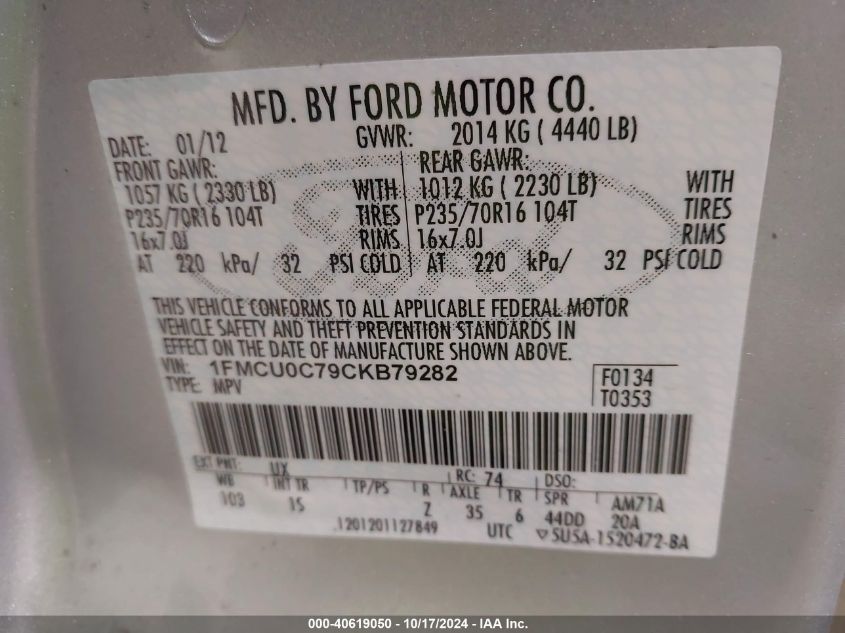 MFD. BY FORD MOTOR CO.
DATE: 01/12 GVWR: 2014 KG ( 4440 LB)
FRONT GAWR: REAR GAWR:
1057 KG ( 2330 LB) WITH 1012 KG ( 2230 LB) WITH
P235/70R16 104T TIRES P235/70R16 104T TIRES
16x7.0J RIMS 16x7.0J RIMS
AT 220 kPa/ 32 PSI COLD AT 220 kPa/ 32 PSI COLD
THIS VEHICLE CONFORMS TO ALL APPLICABLE FEDERAL MOTOR
VEHICLE SAFETY AND THEFT PREVENTION STANDARDS IN
EFFECT ON THE DATE OF MANUFACTURE SHOWN ABOVE.
VIN: 1FMCU0C79CKB79282 F0134
TYPE: MPV T0353
EXT PNT: UX RC: 74 DSO:
WB INT TR TP/PS R AXLE TR SPR AM71A
103 IS Z 35 6 44DD 20A
1201201127849 UTC ▽ 5U5A-1520472-BA
Ford
000-40619050 - 10/17/2024 - IAA Inc.